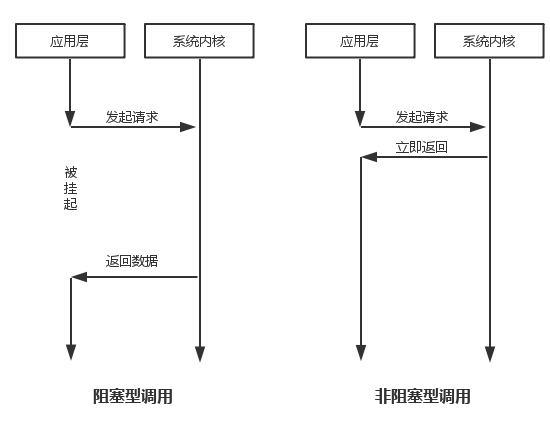 应用层
系统内核
发起请求
被
挂
起
返回数据
阻塞型调用
应用层
系统内核
发起请求
立即返回
非阻塞型调用